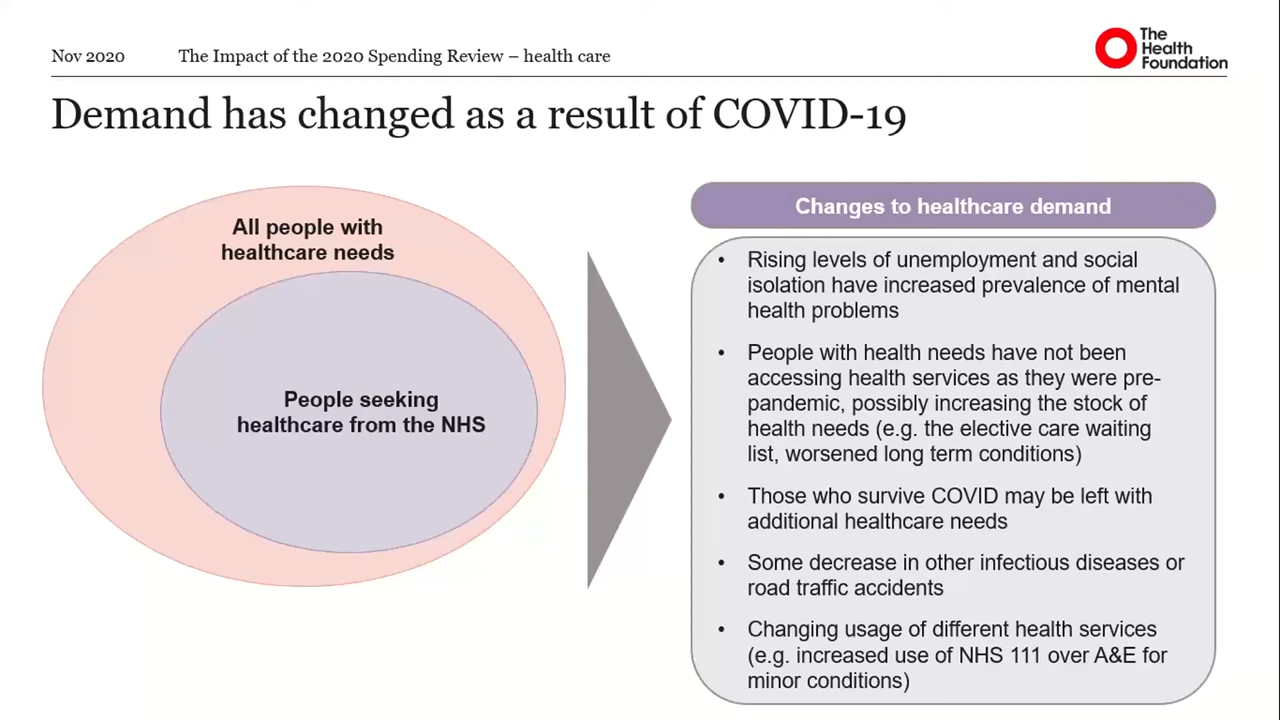 Nov 2020 The Impact of the 2020 Spending Review – health care
The
Health
Foundation
Demand has changed as a result of COVID-19
All people with
healthcare needs
People seeking
healthcare from the NHS
Changes to healthcare demand
• Rising levels of unemployment and social
isolation have increased prevalence of mental
health problems
• People with health needs have not been
accessing health services as they were pre-
pandemic, possibly increasing the stock of
health needs (e.g. the elective care waiting
list, worsened long term conditions)
• Those who survive COVID may be left with
additional healthcare needs
• Some decrease in other infectious diseases or
road traffic accidents
• Changing usage of different health services
(e.g. increased use of NHS 111 over A&E for
minor conditions)